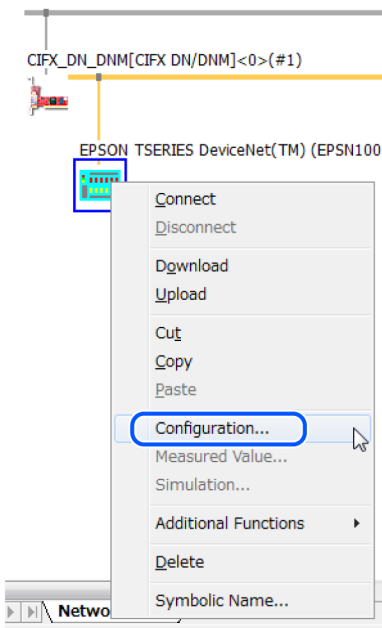 CIFX_DN_DNM[CIFX DN/DNM]<0>(#1)
EPSON TSERIES DeviceNet(TM) (EPSN100
Connect
Disconnect
Download
Upload
Cut
Copy
Paste
Configuration...
Measured Value...
Simulation...
Additional Functions
Delete
Symbolic Name...
Netwo